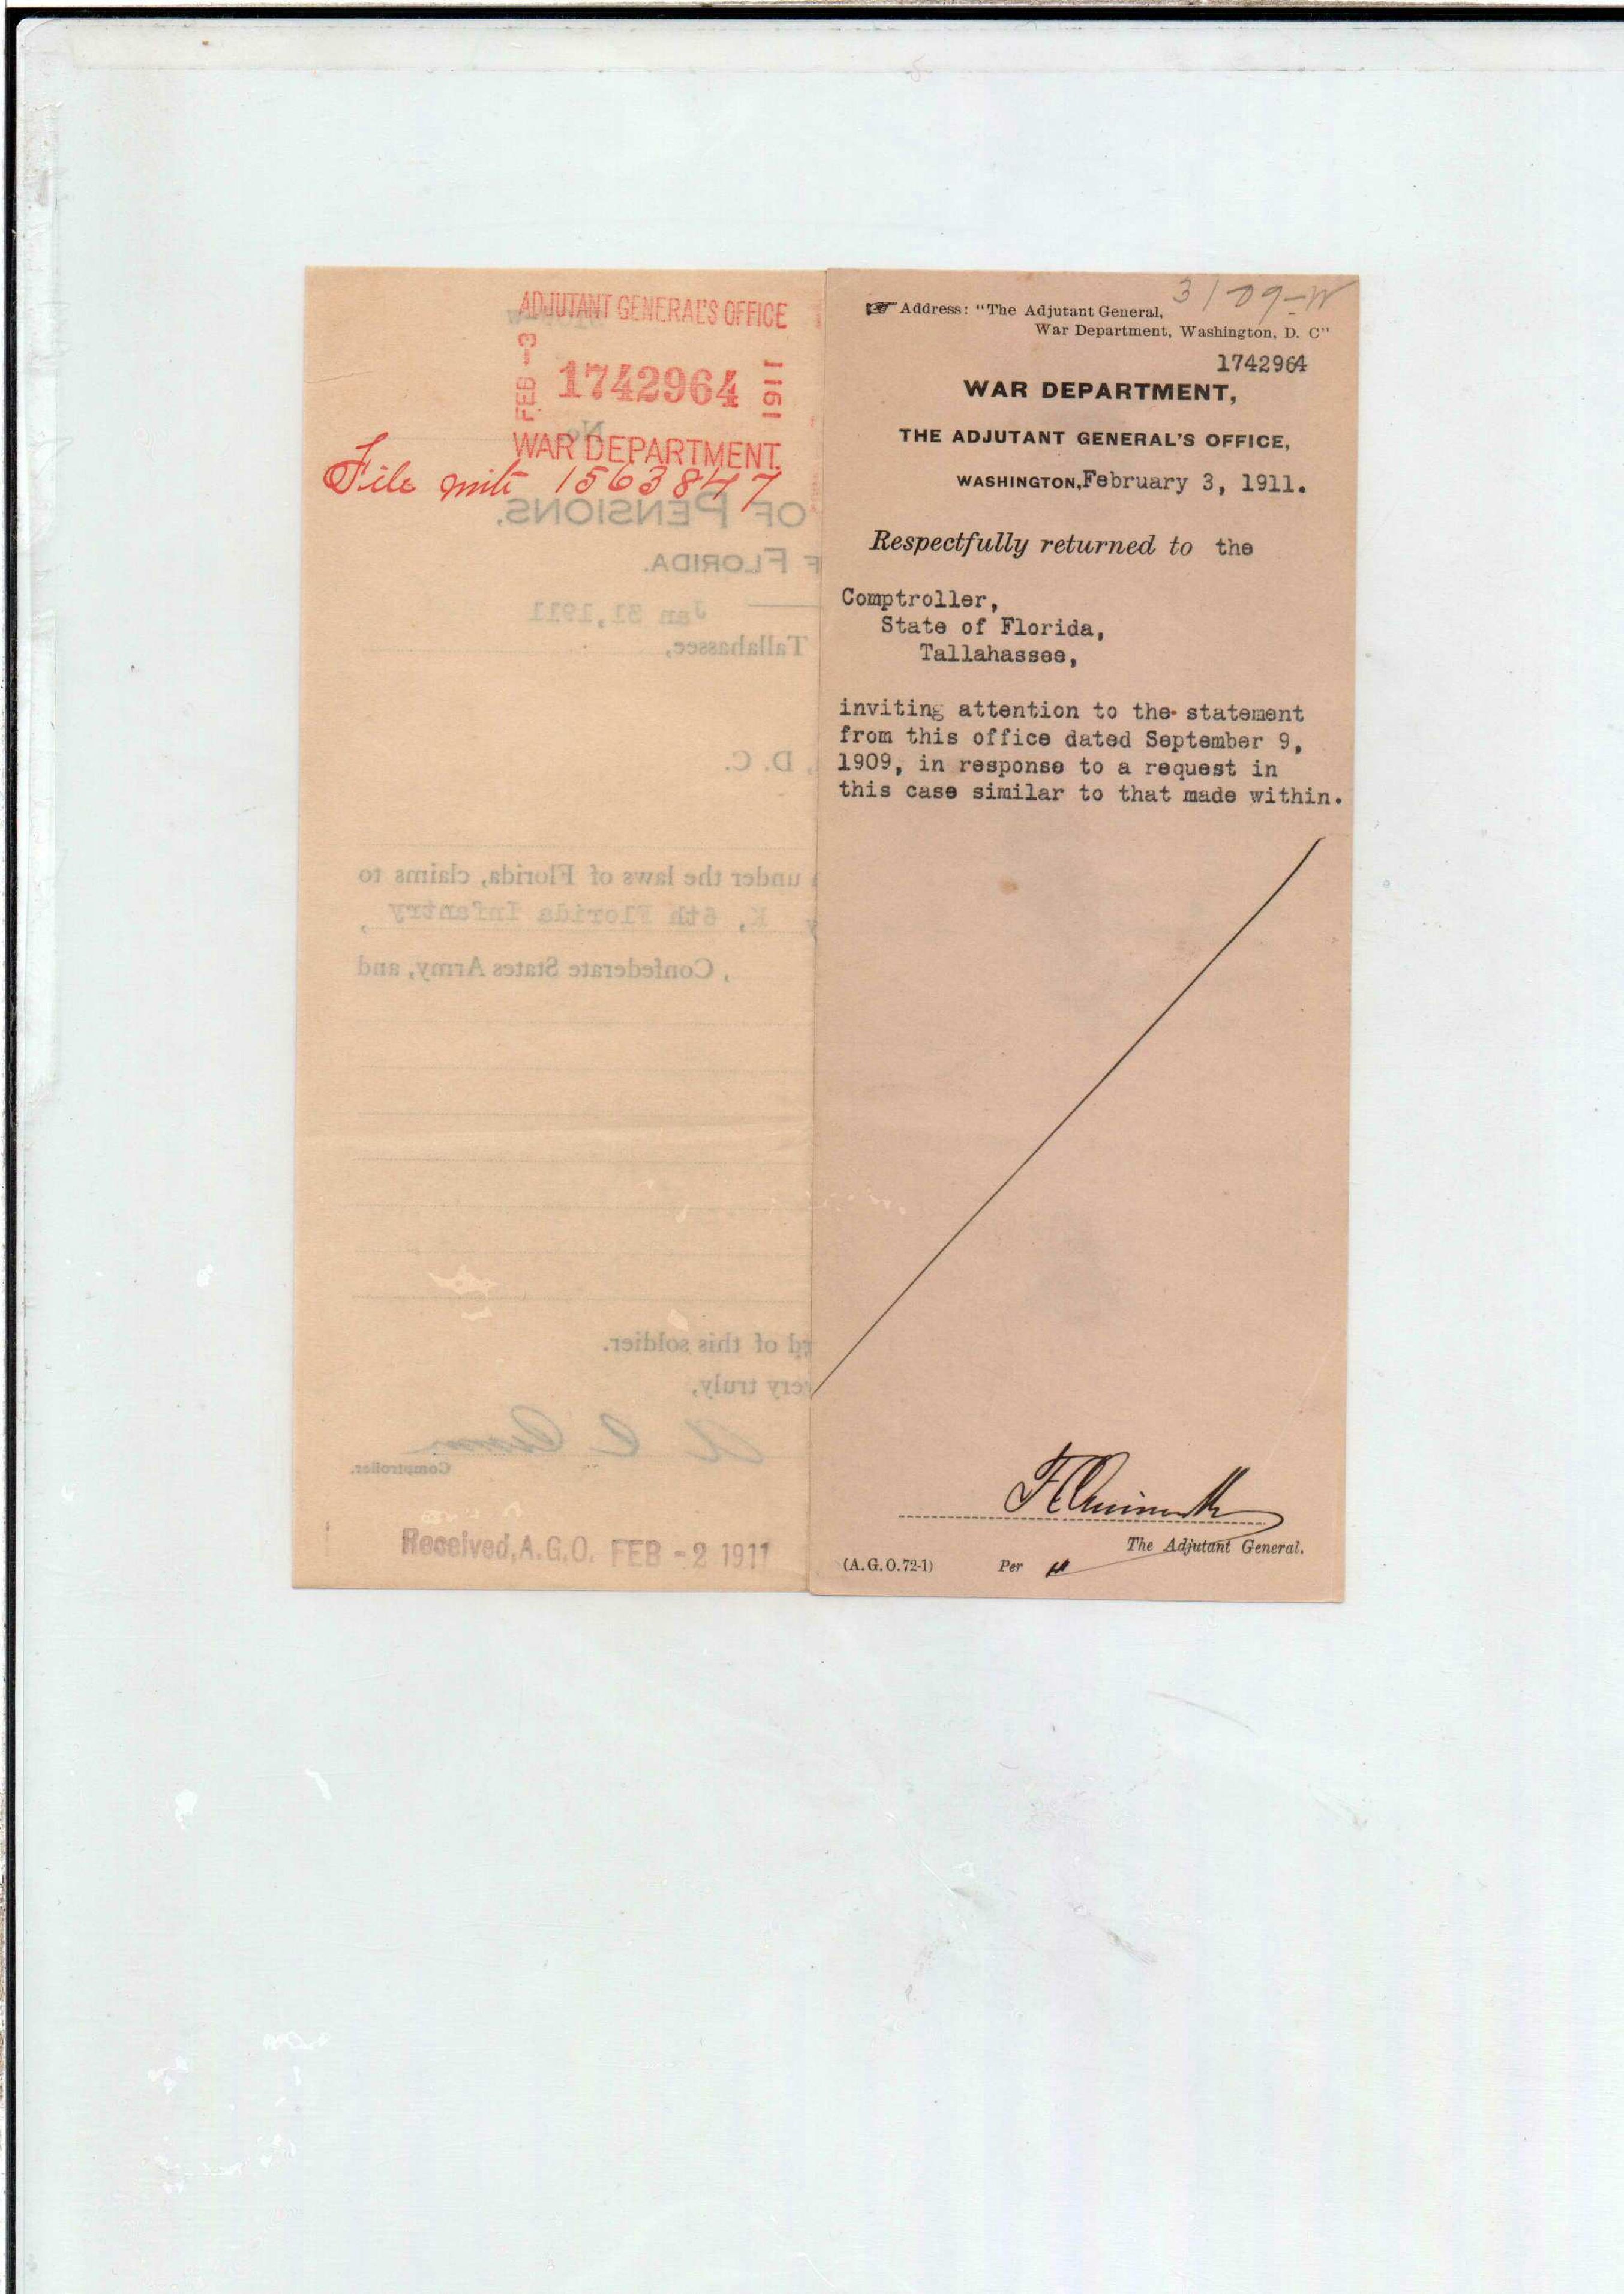 ADJUTANT GENERAL'S OFFICE
FEB -3
1742964
1911
WAR DEPARTMENT.
File with 1563847
No
OF PENSIONS.
F FLORIDA.
Jan 31,1911
Tallahassee,
D. C.
under the laws of Florida, claims to
y K, 6th Florida Infantry ,
, Confederate States Army, and
rd of this soldier.
ery truly,
A C Croom
Comptroller.
Received, A.G.O. FEB -2 1911
3109-W
☞ Address: "The Adjutant General,
War Department, Washington, D. C"
1742964
WAR DEPARTMENT,
THE ADJUTANT GENERAL'S OFFICE,
WASHINGTON, February 3, 1911.
Respectfully returned to the
Comptroller,
State of Florida,
Tallahassee,
inviting attention to the statement
from this office dated September 9,
1909, in response to a request in
this case similar to that made within.
The Adjutant General.
(A.G.O. 72-1) Per